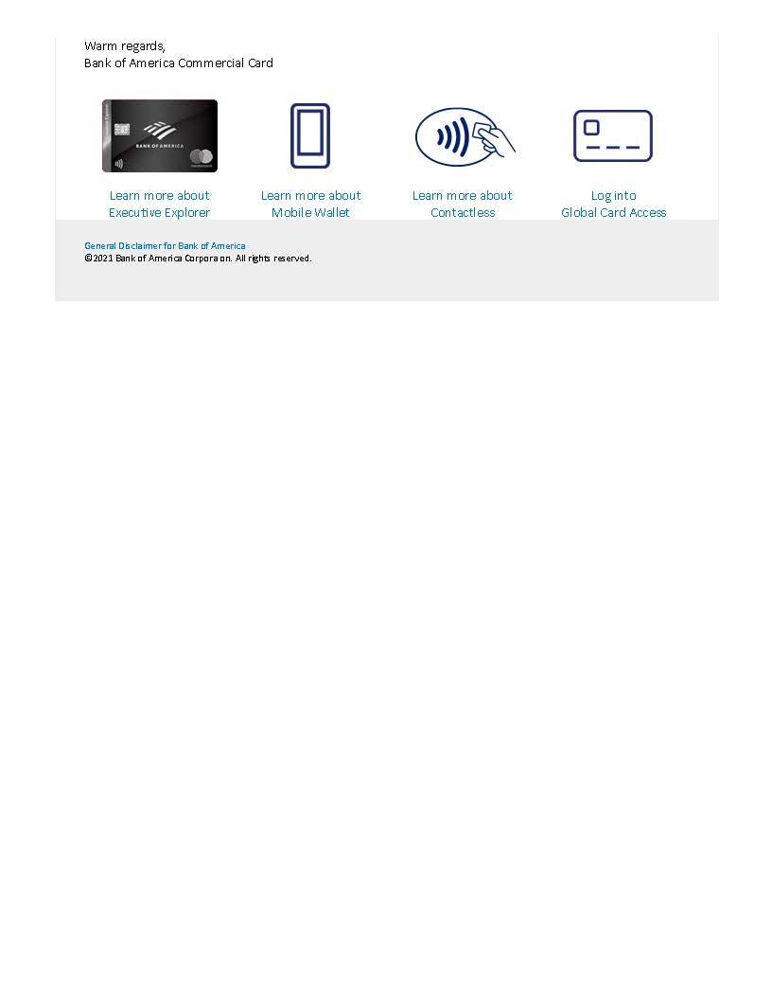 Warm regards,
Bank of America Commercial Card
BANK OF AMERICA
mastercard
Learn more about
Executive Explorer
Learn more about
Mobile Wallet
Learn more about
Contactless
Log into
Global Card Access
General Disclaimer for Bank of America
©2021 Bank of America Corpora on. All rights reserved.